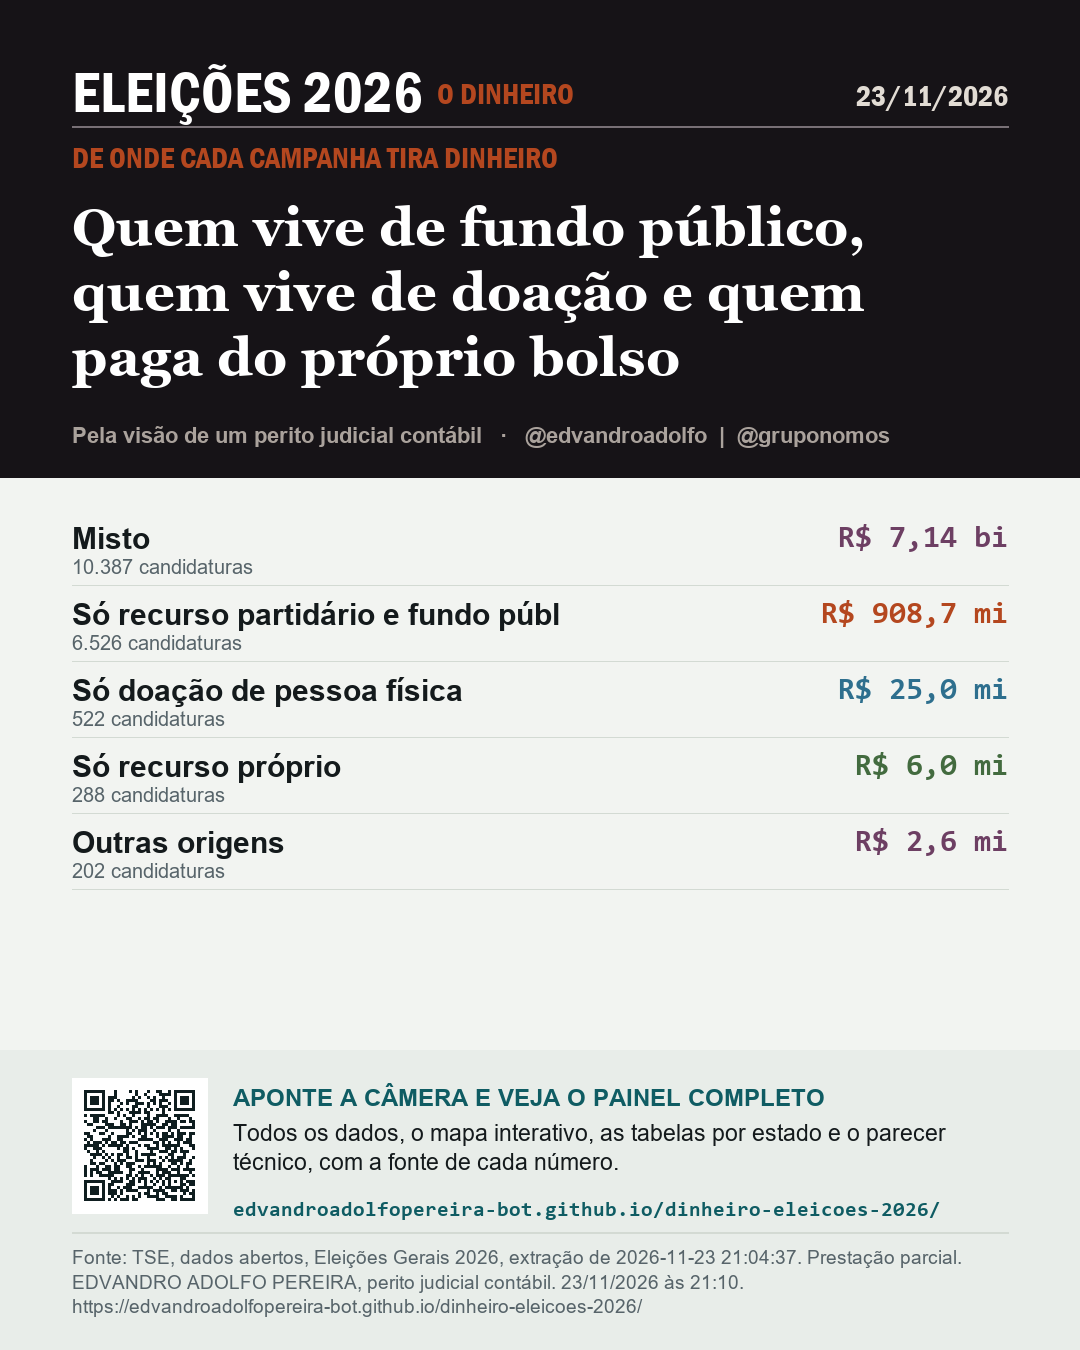 ELEIÇÕES 2026 O DINHEIRO 23/11/2026
DE ONDE CADA CAMPANHA TIRA DINHEIRO
Quem vive de fundo público,
quem vive de doação e quem
paga do próprio bolso
Pela visão de um perito judicial contábil · @edvandroadolfo | @gruponomos
Misto R$ 7,14 bi
10.387 candidaturas
Só recurso partidário e fundo públ R$ 908,7 mi
6.526 candidaturas
Só doação de pessoa física R$ 25,0 mi
522 candidaturas
Só recurso próprio R$ 6,0 mi
288 candidaturas
Outras origens R$ 2,6 mi
202 candidaturas
APONTE A CÂMERA E VEJA O PAINEL COMPLETO
Todos os dados, o mapa interativo, as tabelas por estado e o parecer
técnico, com a fonte de cada número.
edvandroadolfopereira-bot.github.io/dinheiro-eleicoes-2026/
Fonte: TSE, dados abertos, Eleições Gerais 2026, extração de 2026-11-23 21:04:37. Prestação parcial.
EDVANDRO ADOLFO PEREIRA, perito judicial contábil. 23/11/2026 às 21:10.
https://edvandroadolfopereira-bot.github.io/dinheiro-eleicoes-2026/